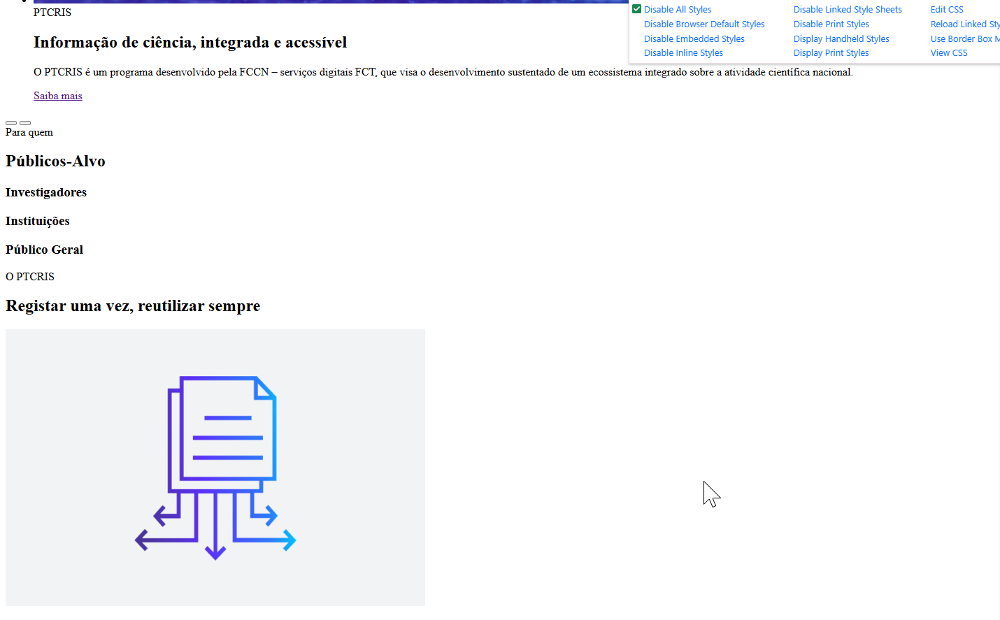 PTCRIS
Informação de ciência, integrada e acessível
O PTCRIS é um programa desenvolvido pela FCCN – serviços digitais FCT, que visa o desenvolvimento sustentado de um ecossistema integrado sobre a atividade científica nacional.
Saiba mais
Para quem
Públicos-Alvo
Investigadores
Instituições
Público Geral
O PTCRIS
Registar uma vez, reutilizar sempre
Disable All Styles
Disable Browser Default Styles
Disable Embedded Styles
Disable Inline Styles
Disable Linked Style Sheets
Disable Print Styles
Display Handheld Styles
Display Print Styles
Edit CSS
Reload Linked Sty
Use Border Box M
View CSS